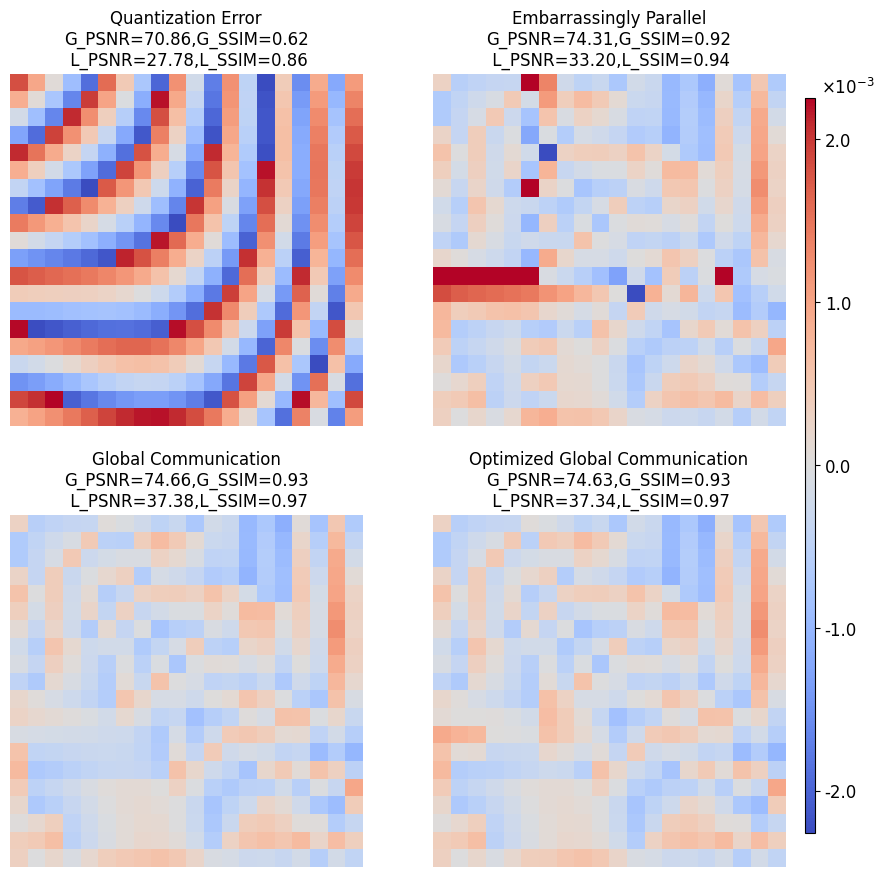 Quantization Error
G_PSNR=70.86,G_SSIM=0.62
L_PSNR=27.78,L_SSIM=0.86
Embarrassingly Parallel
G_PSNR=74.31,G_SSIM=0.92
L_PSNR=33.20,L_SSIM=0.94
×10⁻³
2.0
1.0
0.0
-1.0
-2.0
Global Communication
G_PSNR=74.66,G_SSIM=0.93
L_PSNR=37.38,L_SSIM=0.97
Optimized Global Communication
G_PSNR=74.63,G_SSIM=0.93
L_PSNR=37.34,L_SSIM=0.97